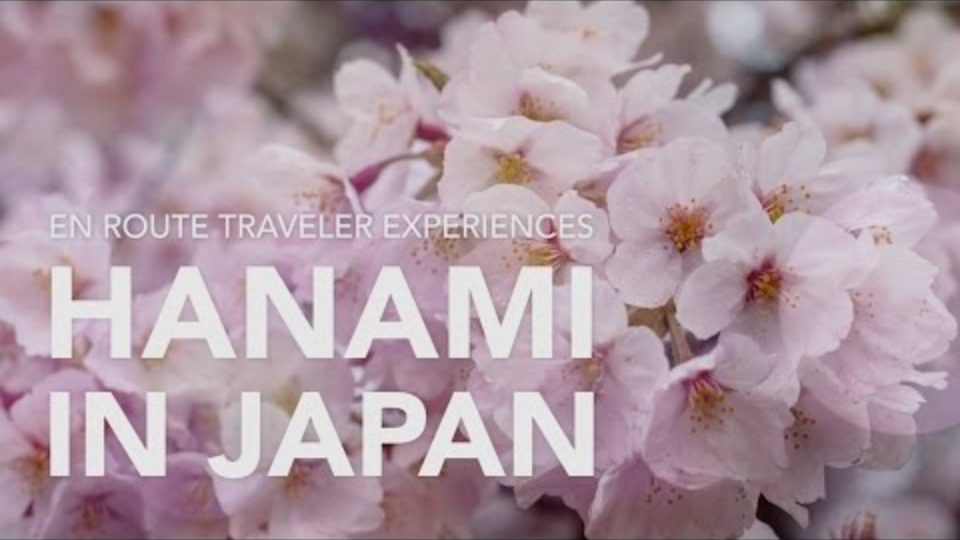 EN ROUTE TRAVELER EXPERIENCES
HANAMI
IN JAPAN